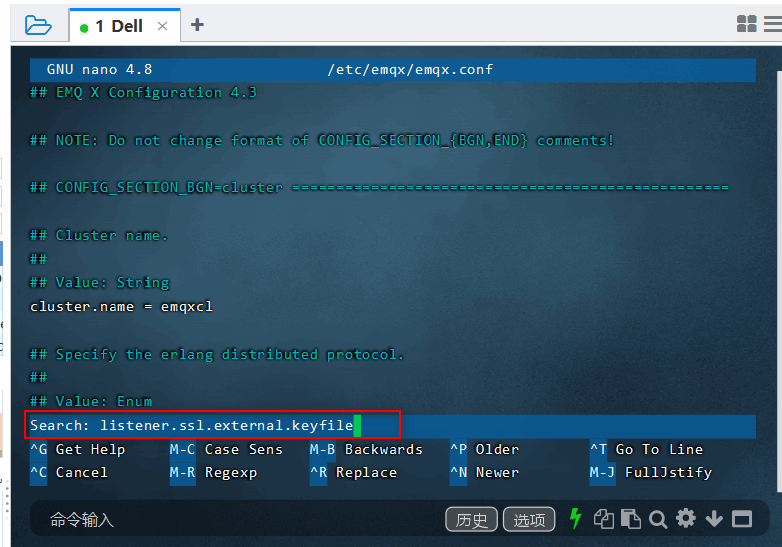 1 Dell × +
GNU nano 4.8 /etc/emqx/emqx.conf
## EMQ X Configuration 4.3
## NOTE: Do not change format of CONFIG_SECTION_{BGN,END} comments!
## CONFIG_SECTION_BGN=cluster ==================================================
## Cluster name.
##
## Value: String
cluster.name = emqxcl
## Specify the erlang distributed protocol.
##
## Value: Enum
Search: listener.ssl.external.keyfile
^G Get Help M-C Case Sens M-B Backwards ^P Older ^T Go To Line
^C Cancel M-R Regexp ^R Replace ^N Newer M-J FullJstify
命令输入 历史 选项